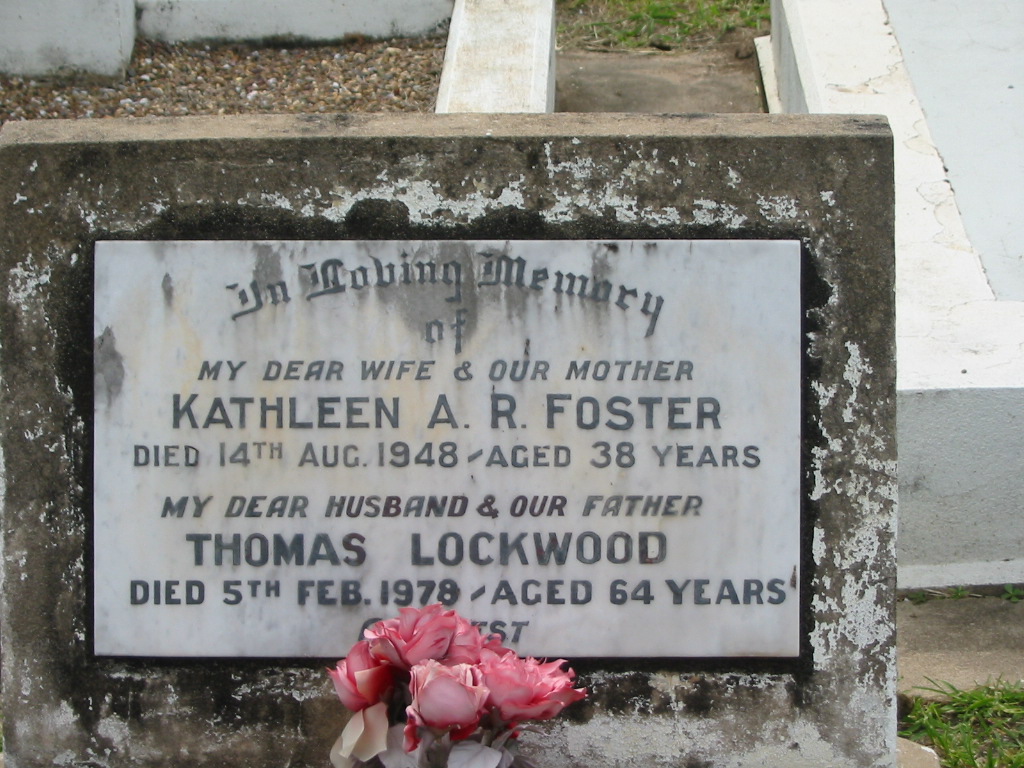 In Loving Memory
of
MY DEAR WIFE & OUR MOTHER
KATHLEEN A. R. FOSTER
DIED 14TH AUG. 1948 - AGED 38 YEARS
MY DEAR HUSBAND & OUR FATHER
THOMAS LOCKWOOD
DIED 5TH FEB. 1978 - AGED 64 YEARS